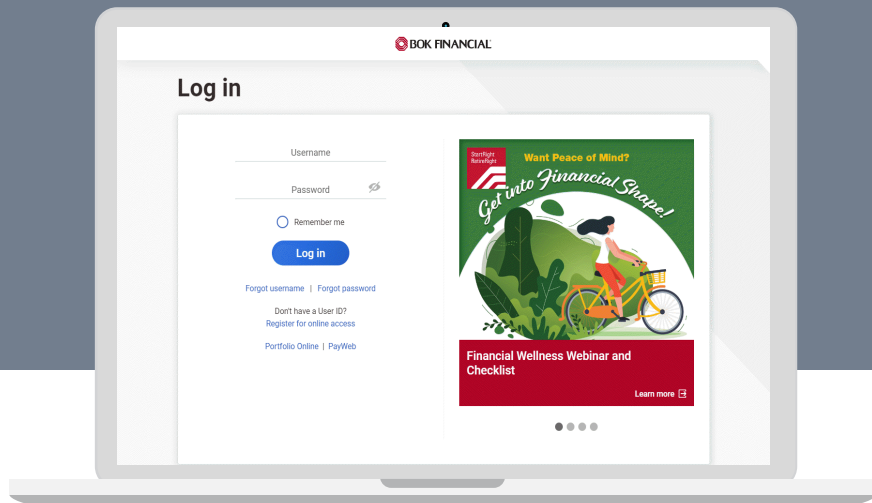 BOK FINANCIAL
Log in
Username
Password
Remember me
Log in
Forgot username | Forgot password
Don't have a User ID?
Register for online access
Portfolio Online | PayWeb
StartRight
RetireRight
Want Peace of Mind?
Get into Financial Shape!
Financial Wellness Webinar and
Checklist
Learn more